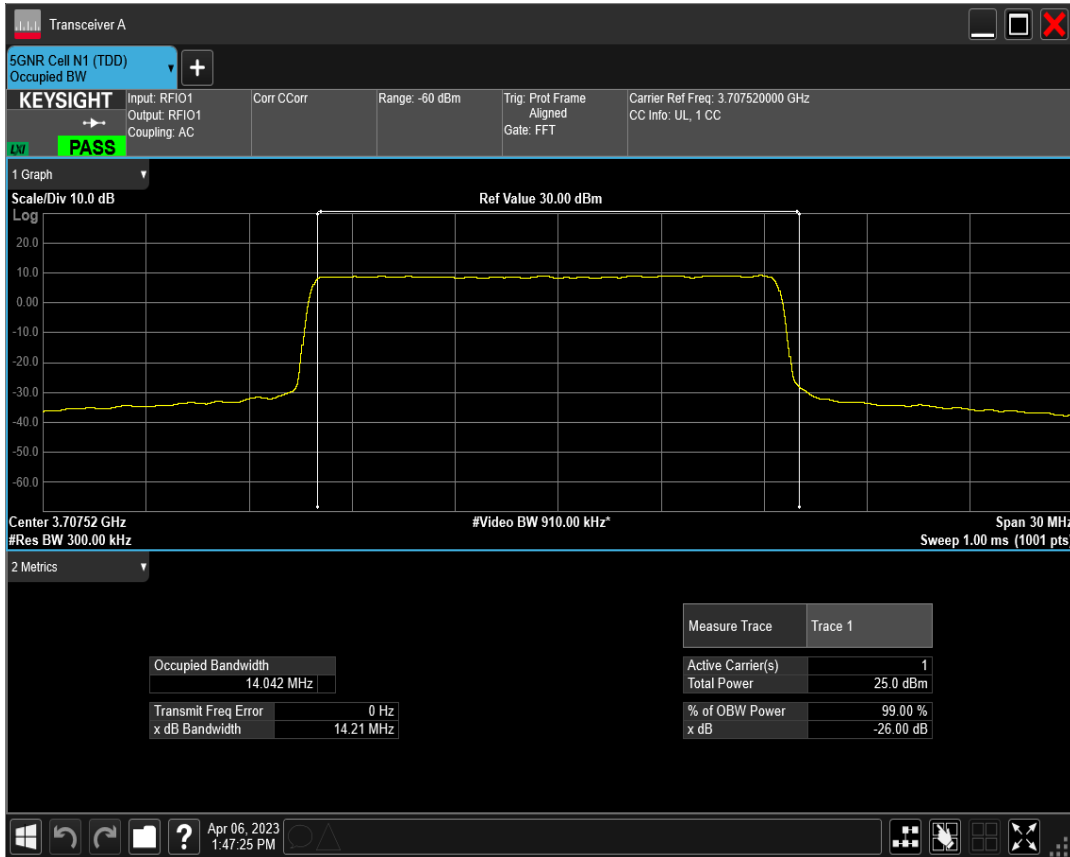 Transceiver A
5GNR Cell N1 (TDD)
Occupied BW
+
KEYSIGHT
LXI
PASS
Input: RFIO1
Output: RFIO1
Coupling: AC
Corr CCorr
Range: -60 dBm
Trig: Prot Frame
Aligned
Gate: FFT
Carrier Ref Freq: 3.707520000 GHz
CC Info: UL, 1 CC
1 Graph
Scale/Div 10.0 dB
Ref Value 30.00 dBm
Log
20.0
10.0
0.00
-10.0
-20.0
-30.0
-40.0
-50.0
-60.0
Center 3.70752 GHz
#Video BW 910.00 kHz*
Span 30 MHz
#Res BW 300.00 kHz
Sweep 1.00 ms (1001 pts)
2 Metrics
Measure Trace Trace 1
Occupied Bandwidth
14.042 MHz
Active Carrier(s) 1
Total Power 25.0 dBm
Transmit Freq Error 0 Hz
x dB Bandwidth 14.21 MHz
% of OBW Power 99.00 %
x dB -26.00 dB
?
Apr 06, 2023
1:47:25 PM